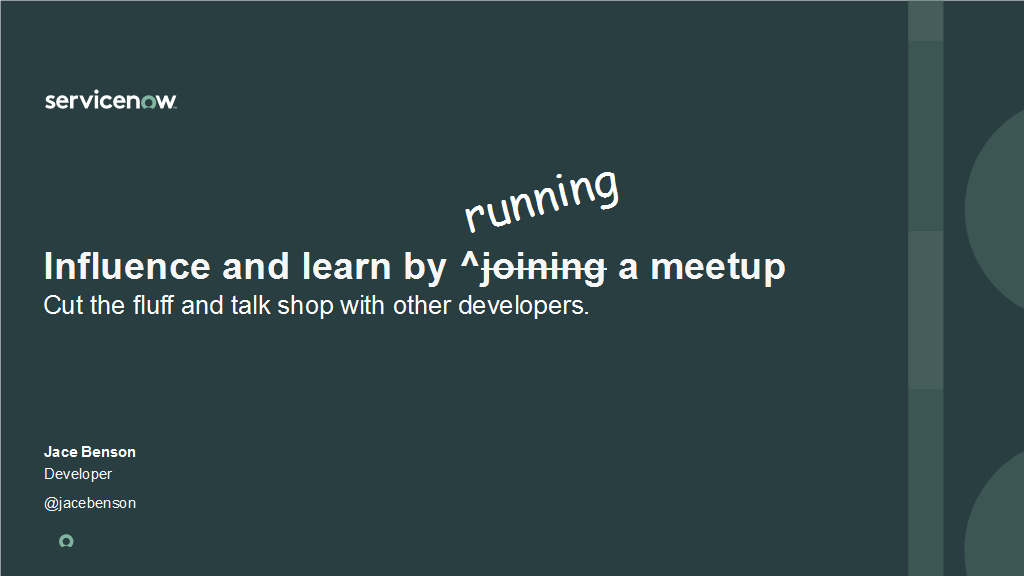 servicenow
running
Influence and learn by ^joining a meetup
Cut the fluff and talk shop with other developers.
Jace Benson
Developer
@jacebenson